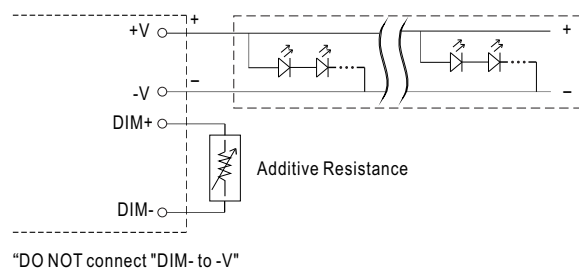 +
+V
+
−
-V
−
DIM+
Additive Resistance
DIM-
“DO NOT connect "DIM- to -V"